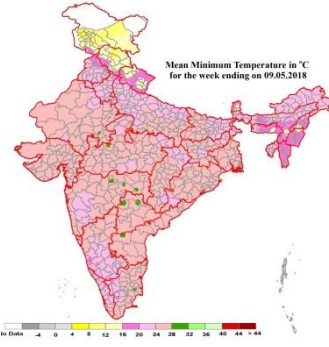 Mean Minimum Temperature in °C
for the week ending on 09.05.2018
No Data -4 0 4 8 12 16 20 24 28 32 36 40 44 > 44